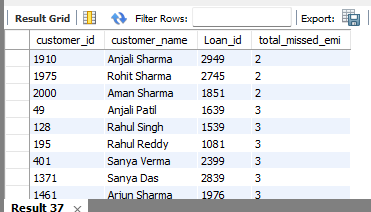 Result Grid Filter Rows: Export:
customer_id customer_name Loan_id total_missed_emi
1910 Anjali Sharma 2949 2
1975 Rohit Sharma 2745 2
2000 Aman Sharma 1851 2
49 Anjali Patil 1639 3
128 Rahul Singh 1539 3
195 Rahul Reddy 1081 3
401 Sanya Verma 2399 3
1371 Sanya Das 2839 3
1461 Arjun Sharma 1976 3
Result 37 ×